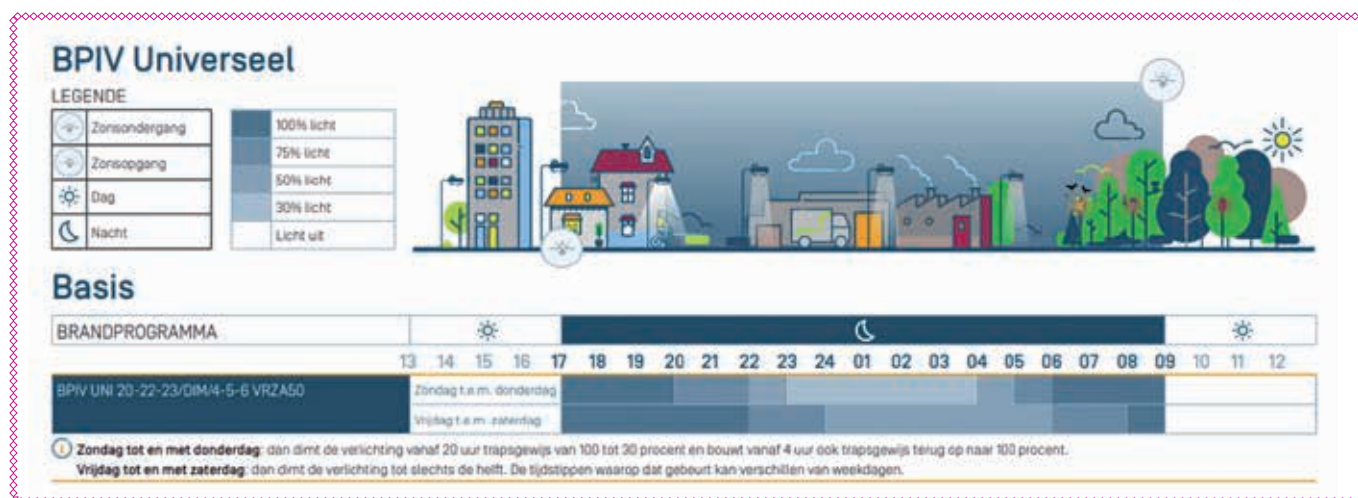 BPIV Universeel
LEGENDE
Zonsondergang
Zonsopgang
Dag
Nacht
100% licht
75% licht
50% licht
30% licht
Licht uit
Basis
BRANDPROGRAMMA
13 14 15 16 17 18 19 20 21 22 23 24 01 02 03 04 05 06 07 08 09 10 11 12
BPIV UNI 20-22-23/DIM/4-5-6 VRZA50
Zondag t.e.m. donderdag
Vrijdag t.e.m. zaterdag
Zondag tot en met donderdag: dan dimt de verlichting vanaf 20 uur trapsgewijs van 100 tot 30 procent en bouwt vanaf 4 uur ook trapsgewijs terug op naar 100 procent.
Vrijdag tot en met zaterdag: dan dimt de verlichting tot slechts de helft. De tijdstippen waarop dat gebeurt kan verschillen van weekdagen.